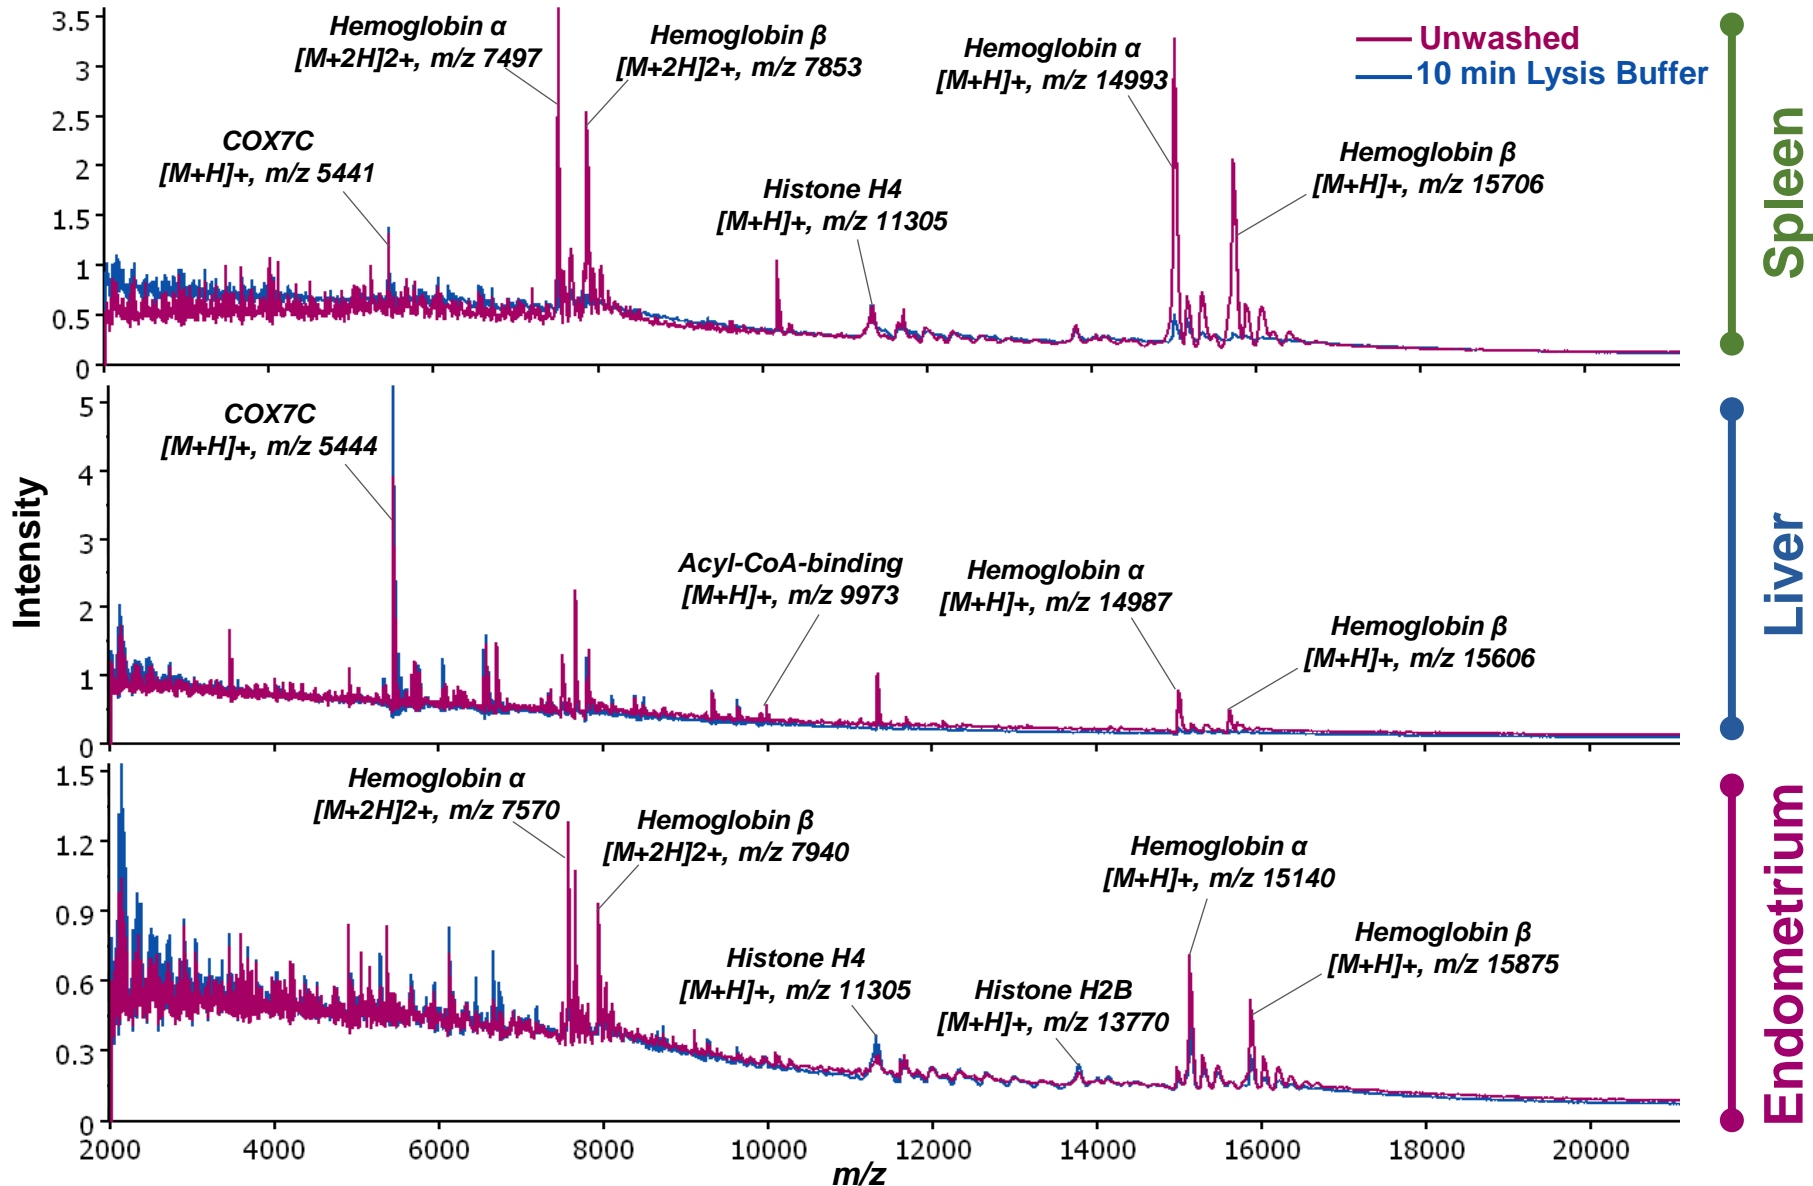 Unwashed
10 min Lysis Buffer
Hemoglobin α
[M+2H]2+, m/z 7497
Hemoglobin β
[M+2H]2+, m/z 7853
Hemoglobin α
[M+H]+, m/z 14993
COX7C
[M+H]+, m/z 5441
Histone H4
[M+H]+, m/z 11305
Hemoglobin β
[M+H]+, m/z 15706
3.5
3
2.5
2
1.5
1
0.5
0
Spleen
COX7C
[M+H]+, m/z 5444
Acyl-CoA-binding
[M+H]+, m/z 9973
Hemoglobin α
[M+H]+, m/z 14987
Hemoglobin β
[M+H]+, m/z 15606
5
4
3
2
1
0
Intensity
Liver
Hemoglobin α
[M+2H]2+, m/z 7570
Hemoglobin β
[M+2H]2+, m/z 7940
Hemoglobin α
[M+H]+, m/z 15140
Histone H4
[M+H]+, m/z 11305
Histone H2B
[M+H]+, m/z 13770
Hemoglobin β
[M+H]+, m/z 15875
1.5
1.2
0.9
0.6
0.3
0
Endometrium
2000 4000 6000 8000 10000 12000 14000 16000 18000 20000
m/z